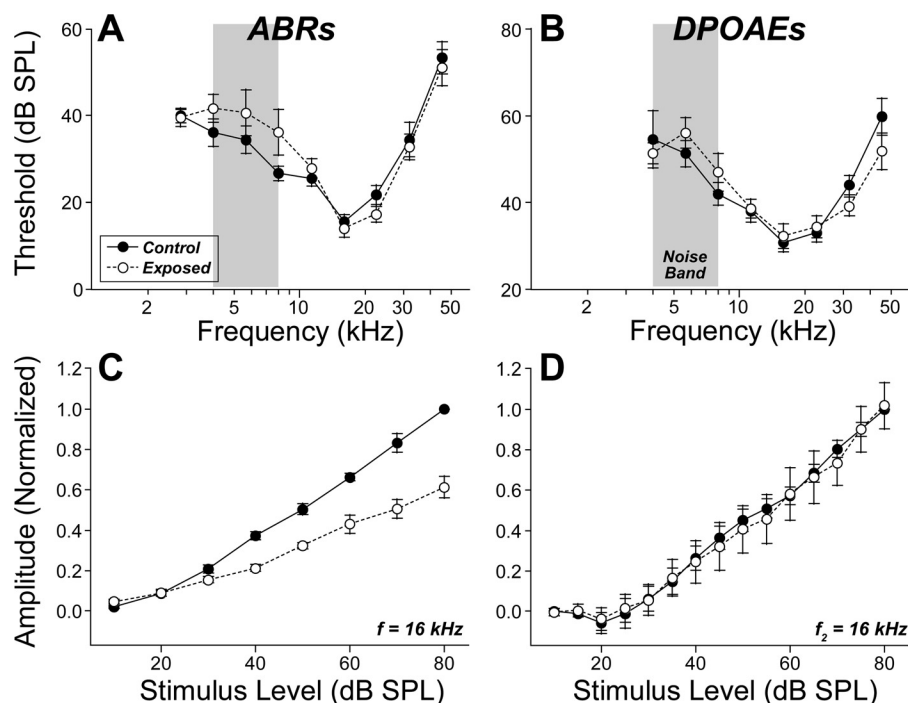 A
ABRs
Threshold (dB SPL)
60
40
20
0
Control
Exposed
2
5
10
20
50
Frequency (kHz)
B
DPOAEs
80
60
40
20
Noise
Band
2
5
10
20
50
Frequency (kHz)
C
Amplitude (Normalized)
1.2
1.0
0.8
0.6
0.4
0.2
0.0
f = 16 kHz
20
40
60
80
Stimulus Level (dB SPL)
D
1.2
1.0
0.8
0.6
0.4
0.2
0.0
f₂ = 16 kHz
20
40
60
80
Stimulus Level (dB SPL)